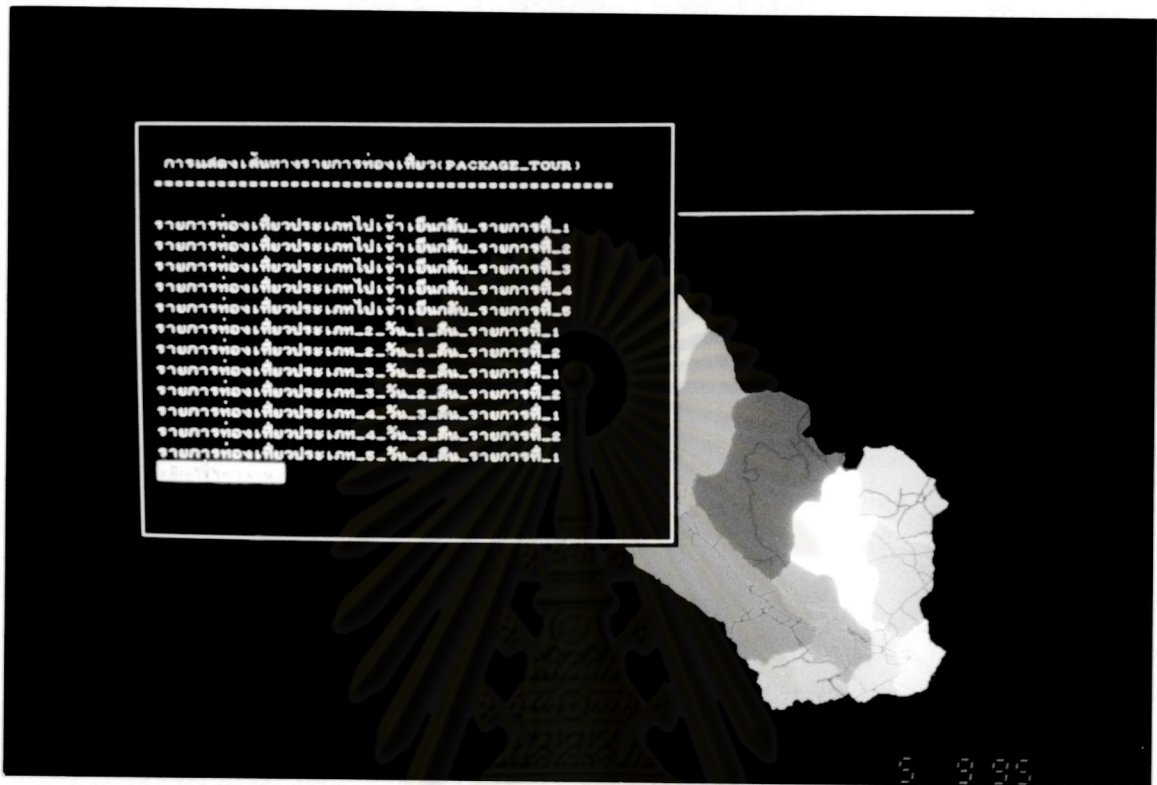 การแสดงเส้นทางรายการท่องเที่ยว(PACKAGE_TOUR)
รายการท่องเที่ยวประเภทไปเช้าเย็นกลับ_รายการที่_1
รายการท่องเที่ยวประเภทไปเช้าเย็นกลับ_รายการที่_2
รายการท่องเที่ยวประเภทไปเช้าเย็นกลับ_รายการที่_3
รายการท่องเที่ยวประเภทไปเช้าเย็นกลับ_รายการที่_4
รายการท่องเที่ยวประเภทไปเช้าเย็นกลับ_รายการที่_5
รายการท่องเที่ยวประเภท_2_วัน_1_คืน_รายการที่_1
รายการท่องเที่ยวประเภท_2_วัน_1_คืน_รายการที่_2
รายการท่องเที่ยวประเภท_3_วัน_2_คืน_รายการที่_1
รายการท่องเที่ยวประเภท_3_วัน_2_คืน_รายการที่_2
รายการท่องเที่ยวประเภท_4_วัน_3_คืน_รายการที่_1
รายการท่องเที่ยวประเภท_4_วัน_3_คืน_รายการที่_2
รายการท่องเที่ยวประเภท_5_วัน_4_คืน_รายการที่_1
5 9 95